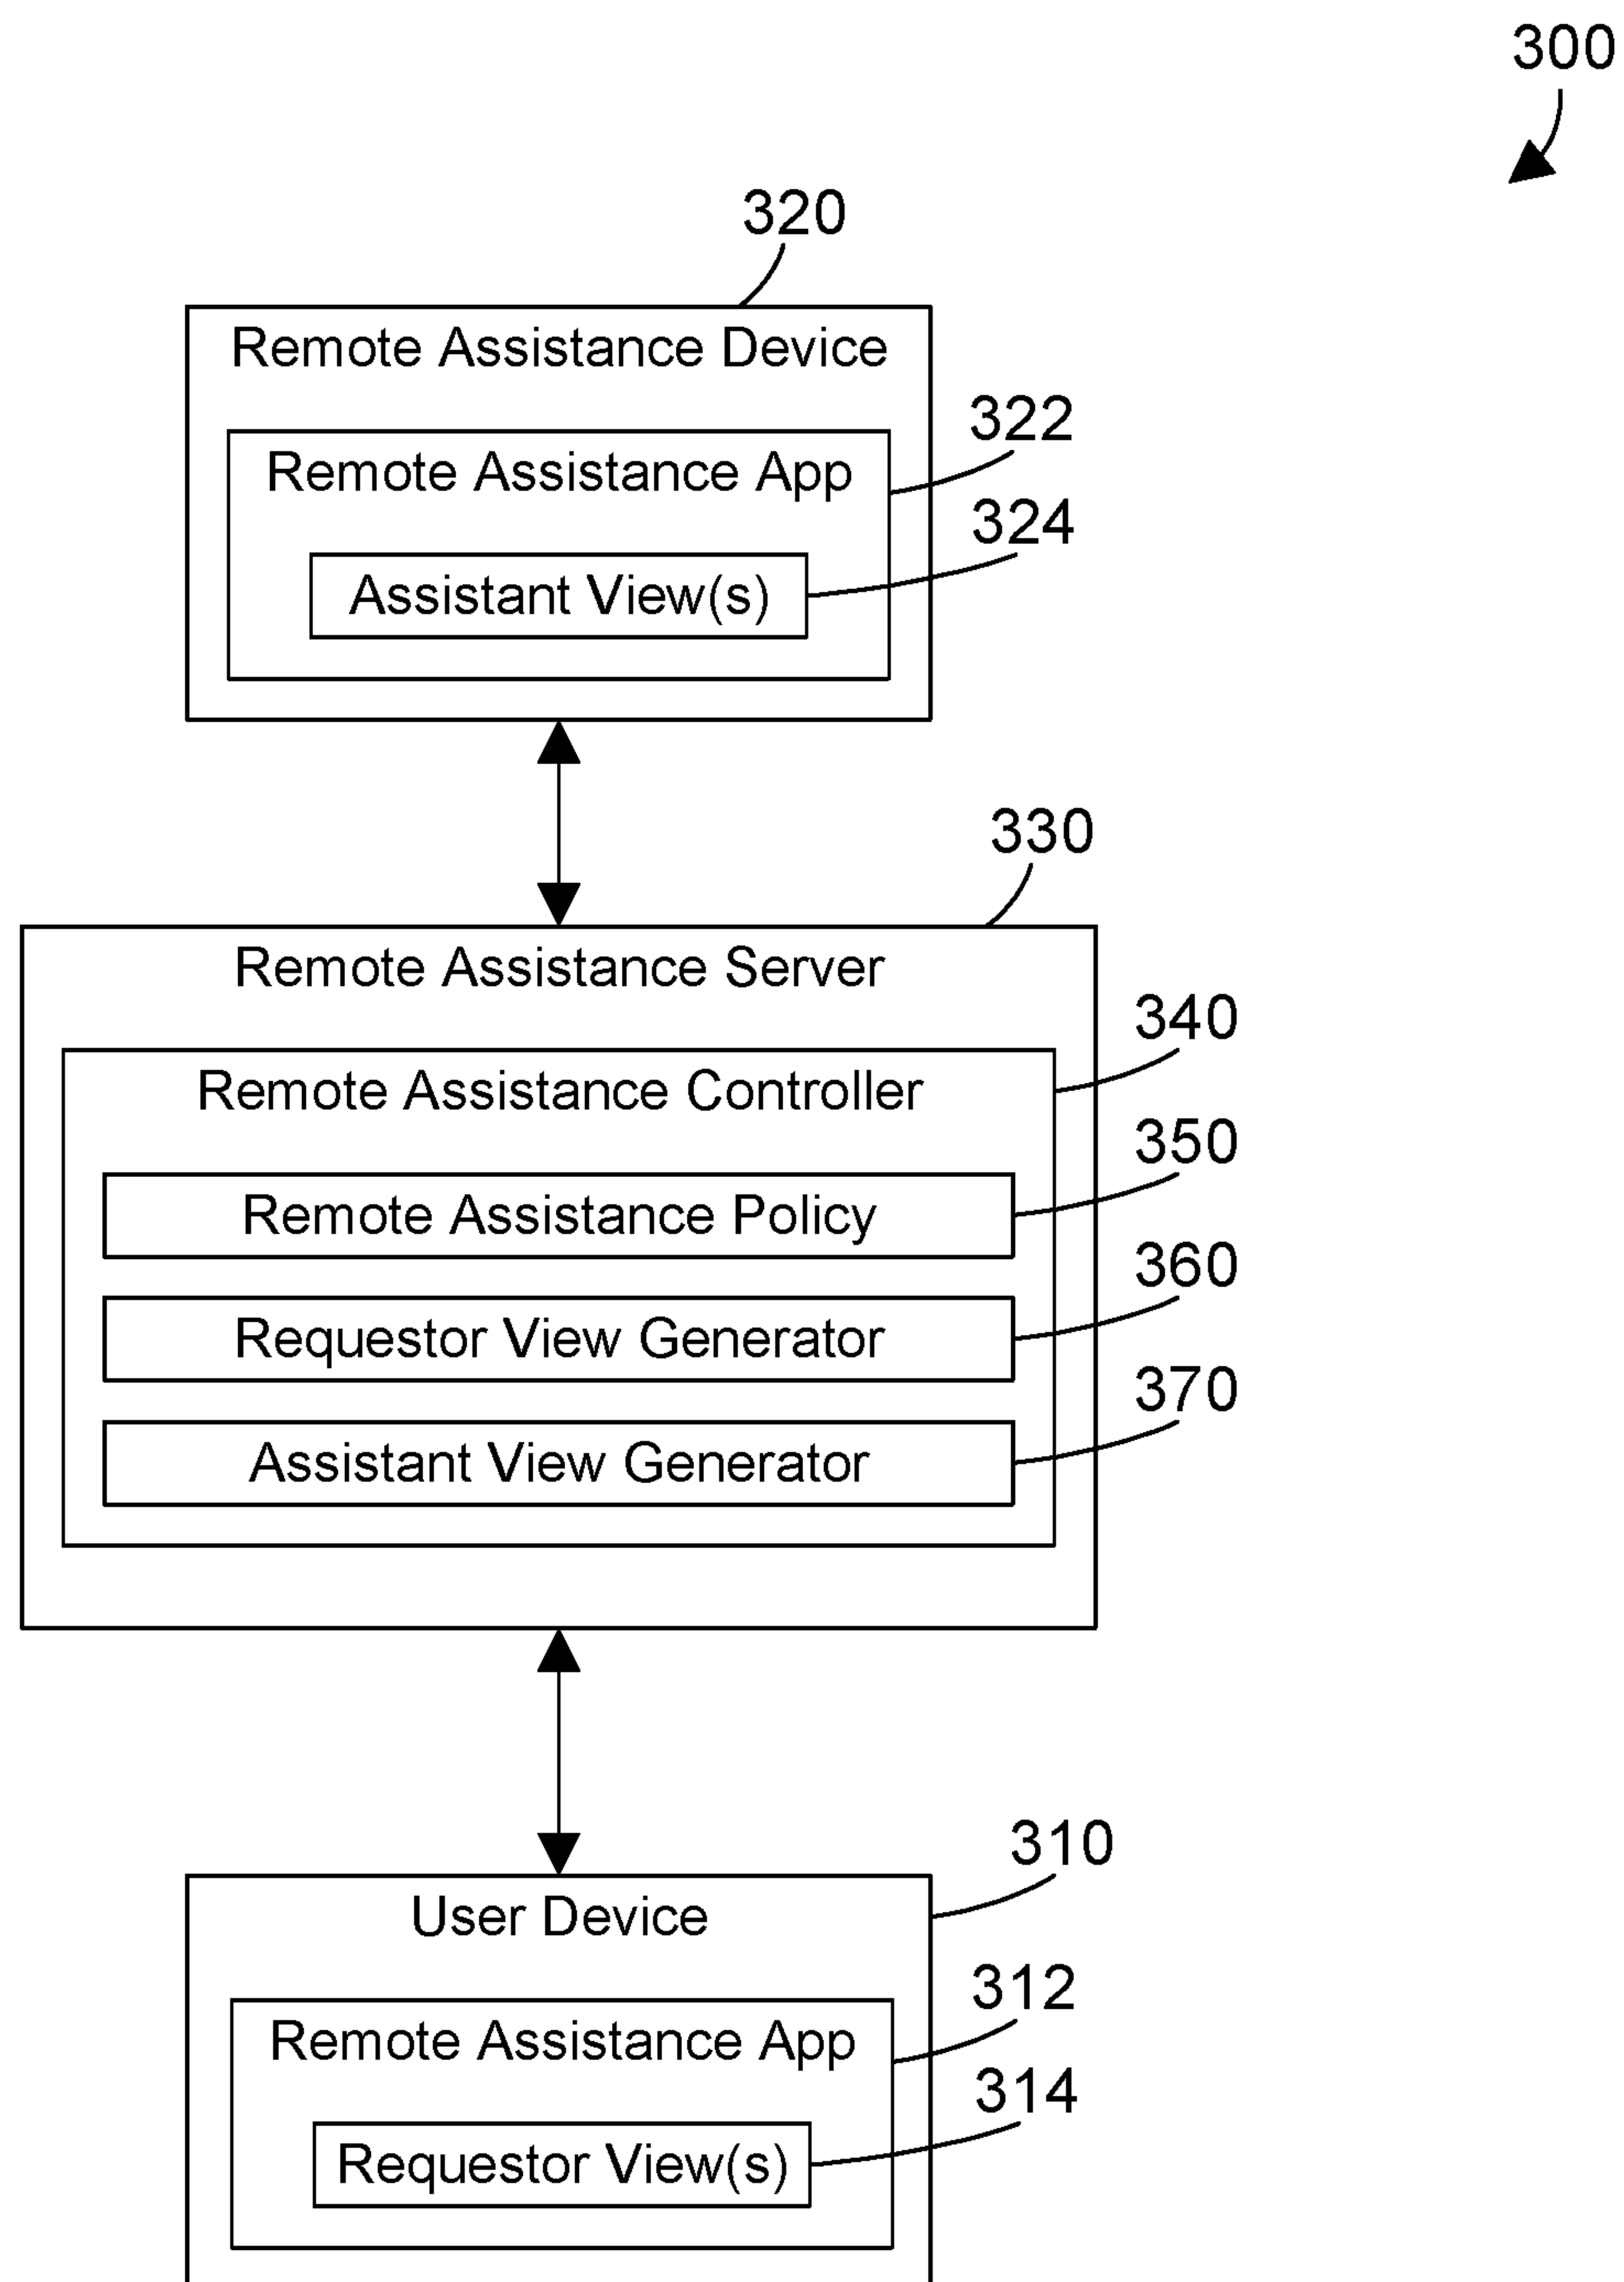 300
320
Remote Assistance Device
322
Remote Assistance App
324
Assistant View(s)
330
Remote Assistance Server
340
Remote Assistance Controller
350
Remote Assistance Policy
360
Requestor View Generator
370
Assistant View Generator
310
User Device
312
Remote Assistance App
314
Requestor View(s)